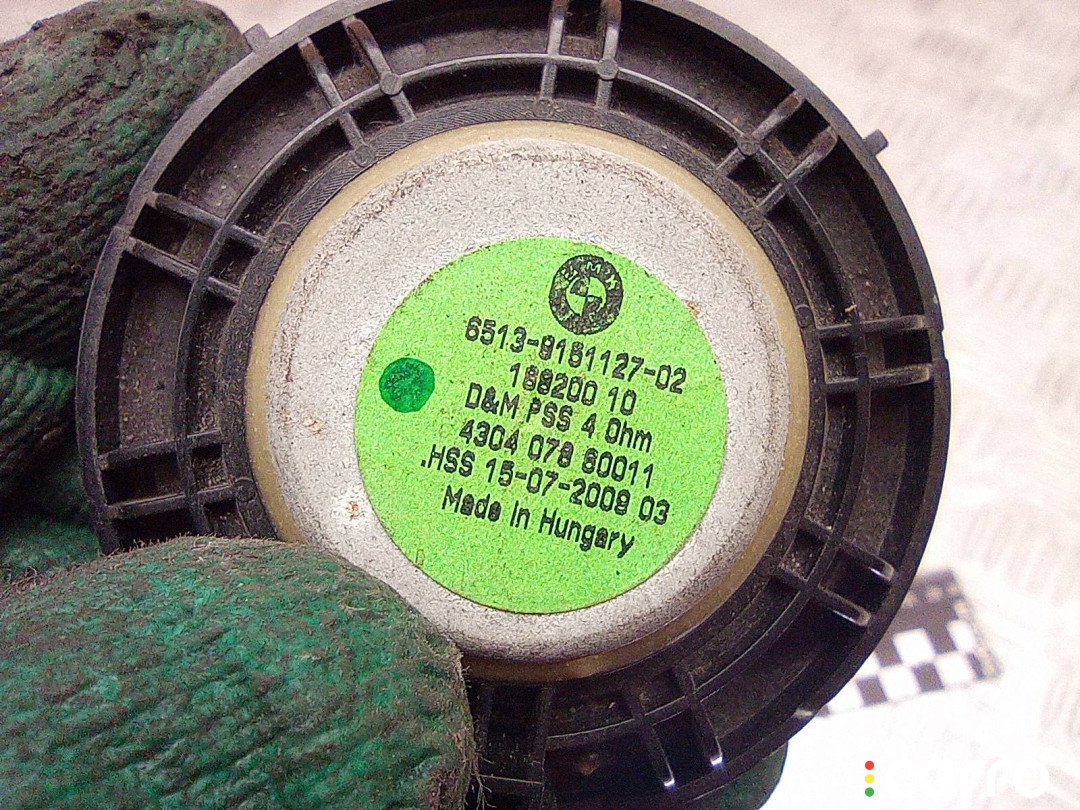 BMW
6513-9151127-02
188200 10
D&M PSS 4 Ohm
4304 078 60011
.HSS 15-07-2009 03
Made in Hungary
carro